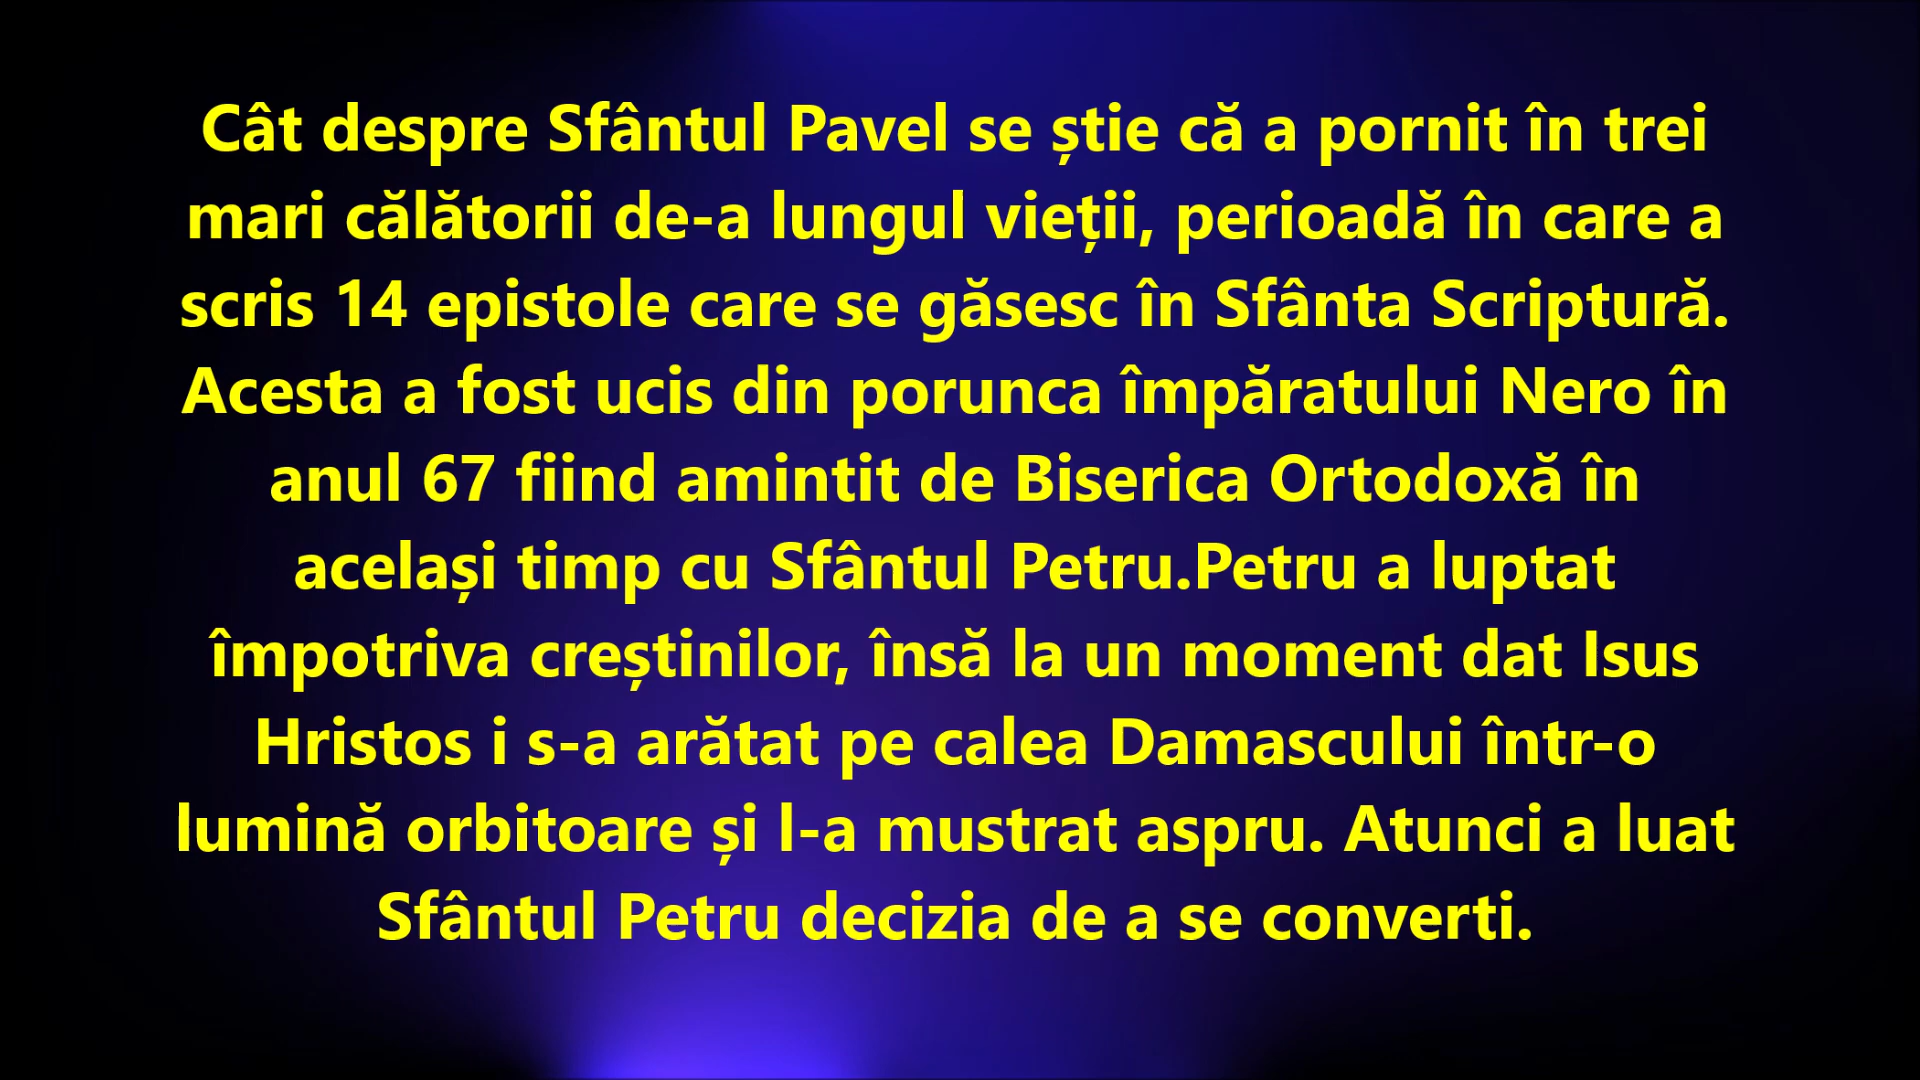 Cât despre Sfântul Pavel se știe că a pornit în trei
mari călătorii de-a lungul vieții, perioadă în care a
scris 14 epistole care se găsesc în Sfânta Scriptură.
Acesta a fost ucis din porunca împăratului Nero în
anul 67 fiind amintit de Biserica Ortodoxă în
același timp cu Sfântul Petru.Petru a luptat
împotriva creștinilor, însă la un moment dat Isus
Hristos i s-a arătat pe calea Damascului într-o
lumină orbitoare și l-a mustrat aspru. Atunci a luat
Sfântul Petru decizia de a se converti.